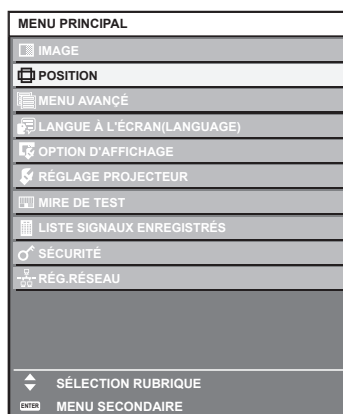 MENU PRINCIPAL
IMAGE
POSITION
MENU AVANÇÉ
LANGUE À L'ÉCRAN(LANGUAGE)
OPTION D'AFFICHAGE
RÉGLAGE PROJECTEUR
MIRE DE TEST
LISTE SIGNAUX ENREGISTRÉS
SÉCURITÉ
RÉG.RÉSEAU
SÉLECTION RUBRIQUE
ENTER MENU SECONDAIRE